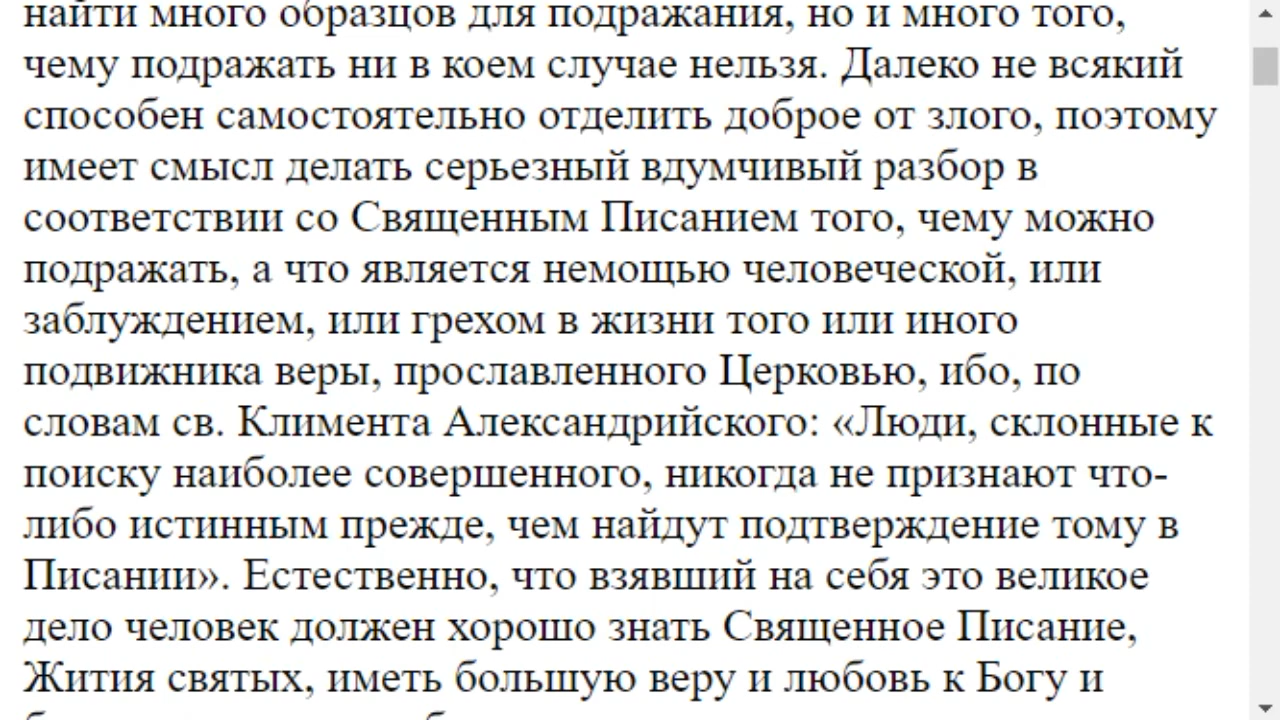 найти много образцов для подражания, но и много того,
чему подражать ни в коем случае нельзя. Далеко не всякий
способен самостоятельно отделить доброе от злого, поэтому
имеет смысл делать серьезный вдумчивый разбор в
соответствии со Священным Писанием того, чему можно
подражать, а что является немощью человеческой, или
заблуждением, или грехом в жизни того или иного
подвижника веры, прославленного Церковью, ибо, по
словам св. Климента Александрийского: «Люди, склонные к
поиску наиболее совершенного, никогда не признают что-
либо истинным прежде, чем найдут подтверждение тому в
Писании». Естественно, что взявший на себя это великое
дело человек должен хорошо знать Священное Писание,
Жития святых, иметь большую веру и любовь к Богу и